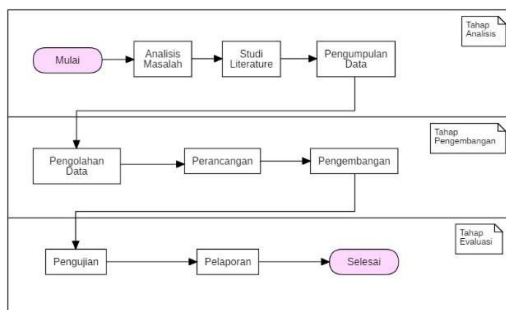 Tahap
Analisis
Mulai
Analisis
Masalah
Studi
Literature
Pengumpulan
Data
Tahap
Pengembangan
Pengolahan
Data
Perancangan
Pengembangan
Tahap
Evaluasi
Pengujian
Pelaporan
Selesai